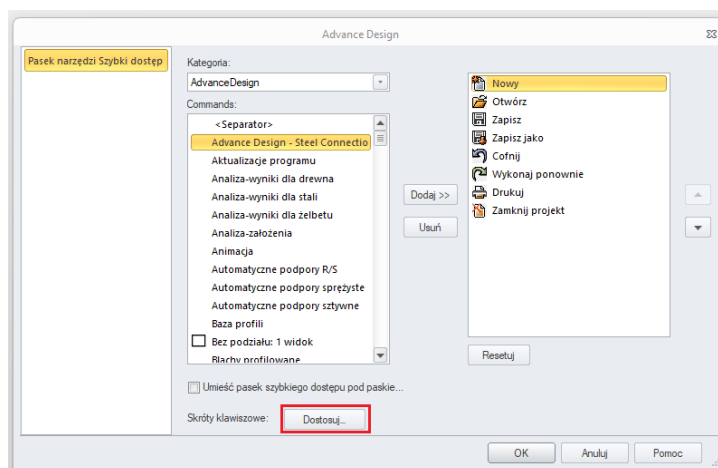 Advance Design
Pasek narzędzi Szybki dostęp
Kategoria:
AdvanceDesign
Commands:
<Separator>
Advance Design - Steel Connectio
Aktualizacje programu
Analiza-wyniki dla drewna
Analiza-wyniki dla stali
Analiza-wyniki dla żelbetu
Analiza-założenia
Animacja
Automatyczne podpory R/S
Automatyczne podpory sprężyste
Automatyczne podpory sztywne
Baza profili
Bez podziału: 1 widok
Blachy profilowane
Dodaj >>
Usuń
Nowy
Otwórz
Zapisz
Zapisz jako
Cofnij
Wykonaj ponownie
Drukuj
Zamknij projekt
Resetuj
Umieść pasek szybkiego dostępu pod paskie...
Skróty klawiszowe:
Dostosuj...
OK
Anuluj
Pomoc